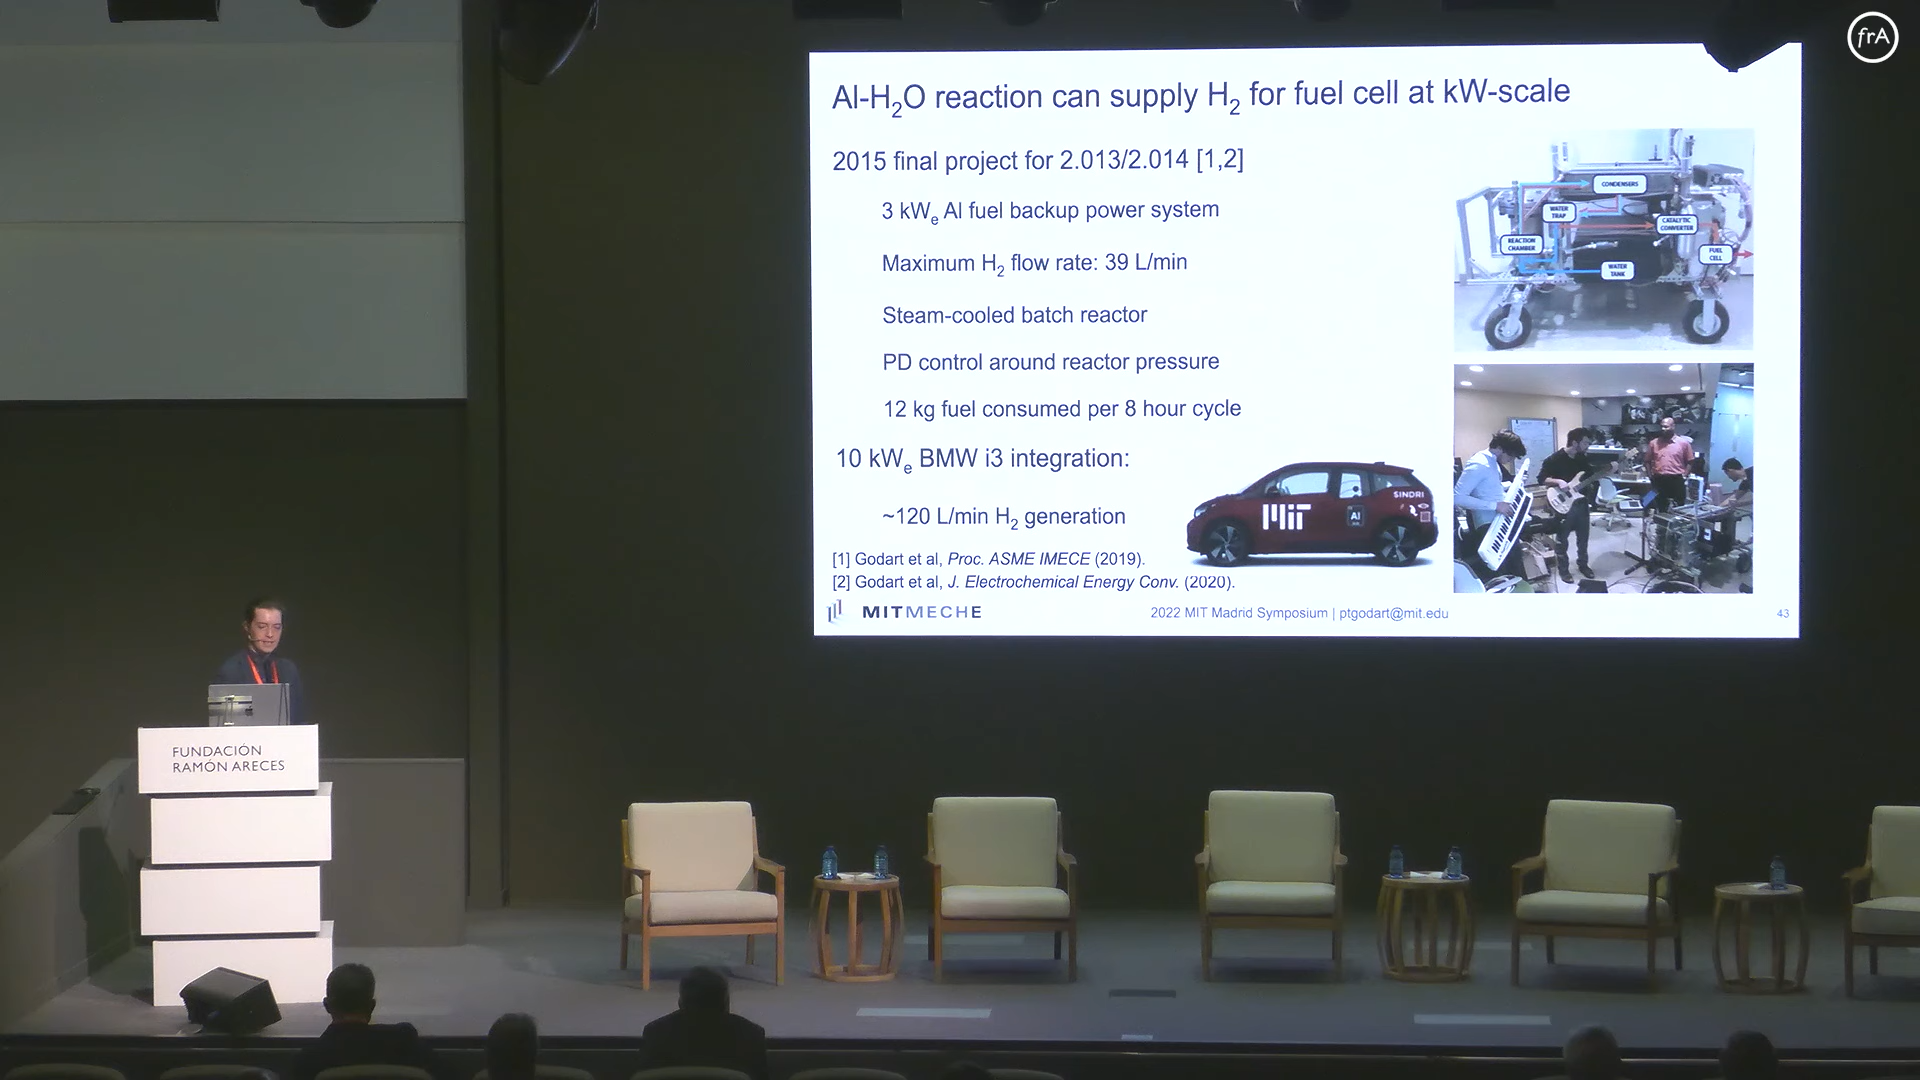 frA
Al-H₂O reaction can supply H₂ for fuel cell at kW-scale
2015 final project for 2.013/2.014 [1,2]
3 kWₑ Al fuel backup power system
Maximum H₂ flow rate: 39 L/min
Steam-cooled batch reactor
PD control around reactor pressure
12 kg fuel consumed per 8 hour cycle
10 kWₑ BMW i3 integration:
~120 L/min H₂ generation
[1] Godart et al, Proc. ASME IMECE (2019).
[2] Godart et al, J. Electrochemical Energy Conv. (2020).
CONDENSERS
WATER
TRAP
CATALYTIC
CONVERTER
REACTION
CHAMBER
FUEL
CELL
WATER
TANK
SINDRI
MIT
Al
MITMECHE
2022 MIT Madrid Symposium | ptgodart@mit.edu
43
FUNDACIÓN
RAMÓN ARECES